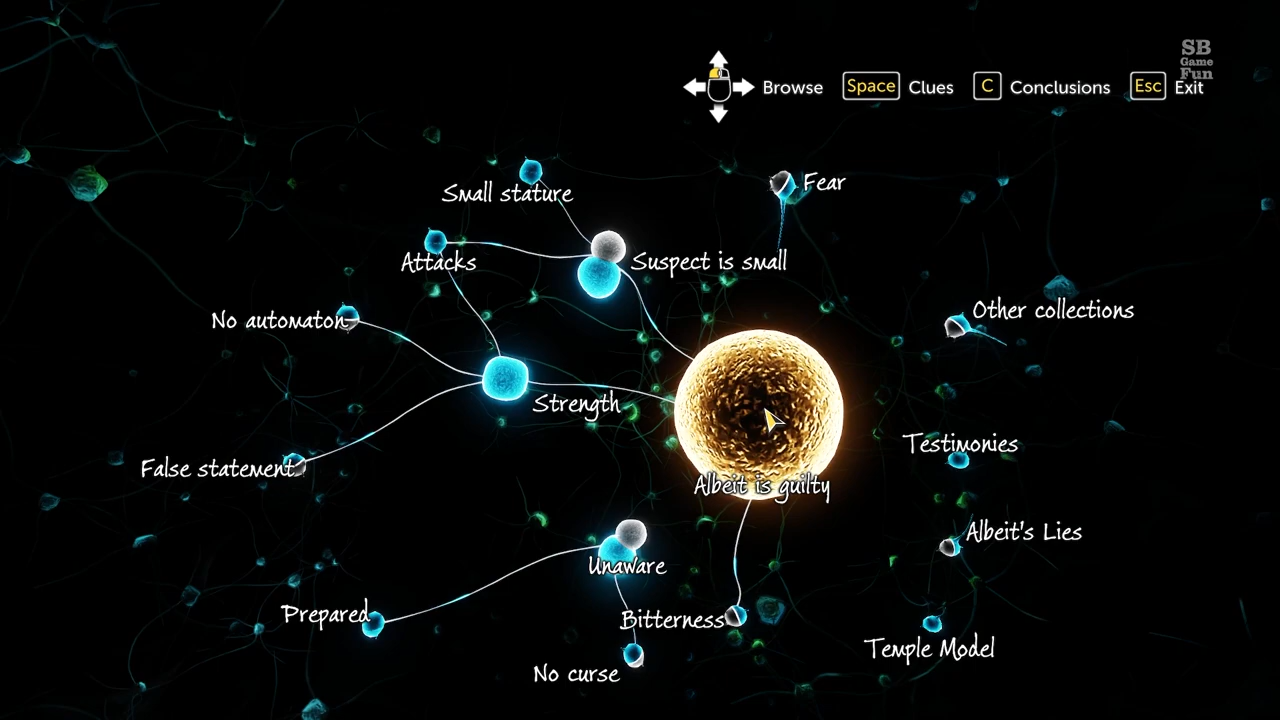 SB
Game
Fun
Browse
Space Clues
C Conclusions
Esc Exit
Small stature
Fear
Attacks
Suspect is small
No automaton
Other collections
Strength
False statement
Testimonies
Albeit is guilty
Albeit's Lies
Unaware
Prepared
Bitterness
Temple Model
No curse